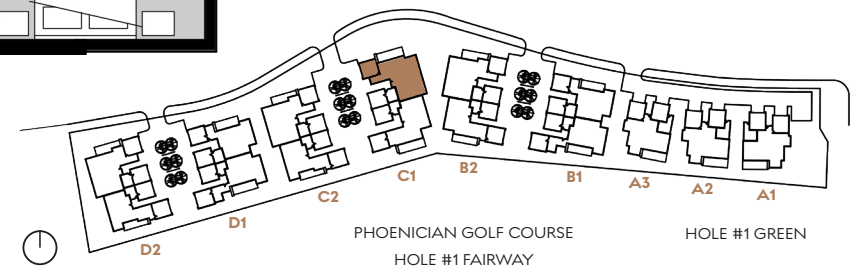 B2
B1
C1
A3
A2
A1
C2
D1
D2
PHOENICIAN GOLF COURSE
HOLE #1 FAIRWAY
HOLE #1 GREEN